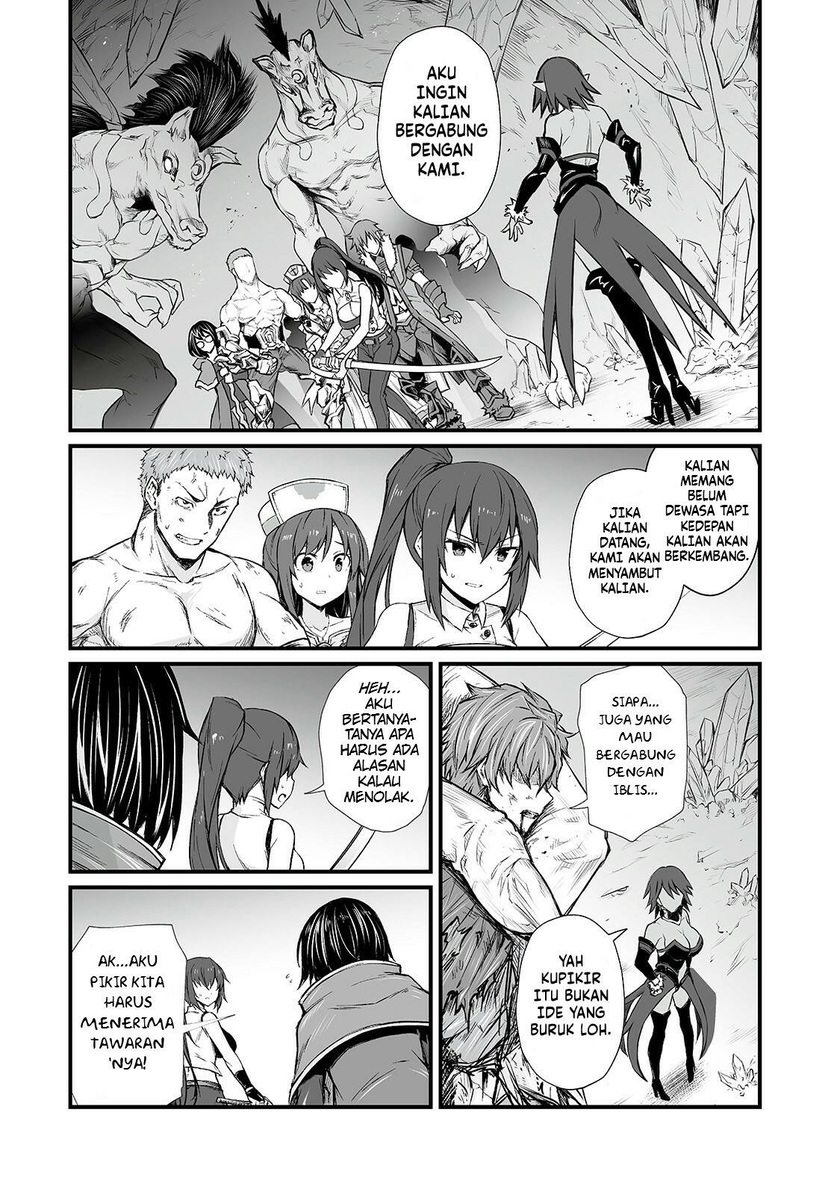 AKU
INGIN
KALIAN
BERGABUNG
DENGAN
KAMI.
KALIAN
MEMANG
BELUM
DEWASA TAPI
KEDEPAN
KALIAN AKAN
BERKEMBANG.
JIKA
KALIAN
DATANG,
KAMI AKAN
MENYAMBUT
KALIAN.
SIAPA...
JUGA YANG
MAU
BERGABUNG
DENGAN
IBLIS...
YAH
KUPIKIR
ITU BUKAN
IDE YANG
BURUK LOH.
HEH...
AKU
BERTANYA-
TANYA APA
HARUS ADA
ALASAN
KALAU
MENOLAK.
AK...AKU
PIKIR KITA
HARUS
MENERIMA
TAWARAN
'NYA!